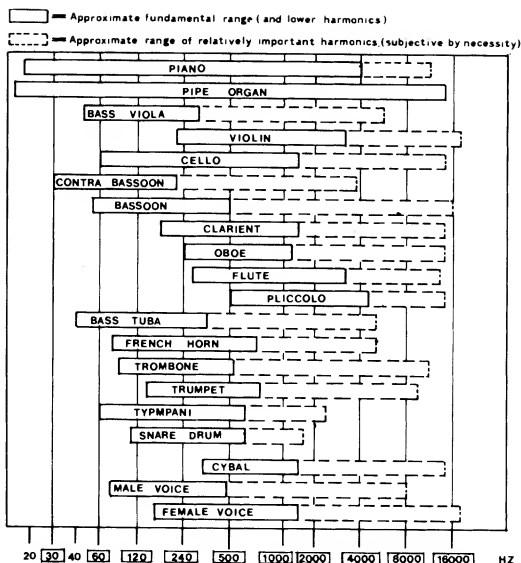 Approximate fundamental range (and lower harmonics)
Approximate range of relatively important harmonics.(subjective by necessity)
PIANO
PIPE ORGAN
BASS VIOLA
VIOLIN
CELLO
CONTRA BASSOON
BASSOON
CLARIENT
OBOE
FLUTE
PLICCOLO
BASS TUBA
FRENCH HORN
TROMBONE
TRUMPET
TYPMPANI
SNARE DRUM
CYBAL
MALE VOICE
FEMALE VOICE
20 30 40 60 120 240 500 1000 2000 4000 8000 16000 HZ